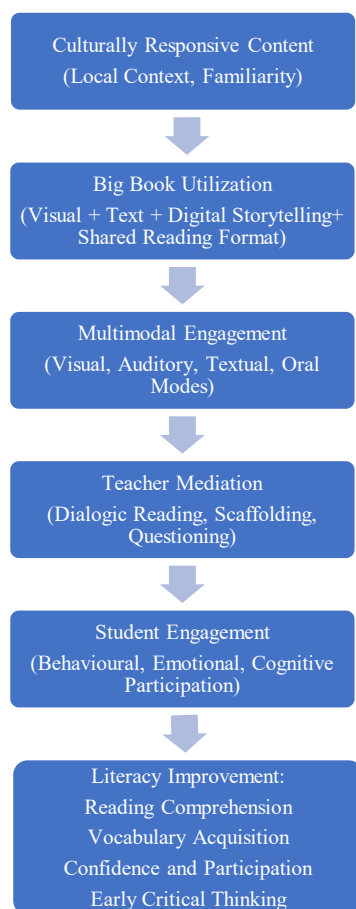 Culturally Responsive Content
(Local Context, Familiarity)
Big Book Utilization
(Visual + Text + Digital Storytelling+
Shared Reading Format)
Multimodal Engagement
(Visual, Auditory, Textual, Oral
Modes)
Teacher Mediation
(Dialogic Reading, Scaffolding,
Questioning)
Student Engagement
(Behavioural, Emotional, Cognitive
Participation)
Literacy Improvement:
Reading Comprehension
Vocabulary Acquisition
Confidence and Participation
Early Critical Thinking